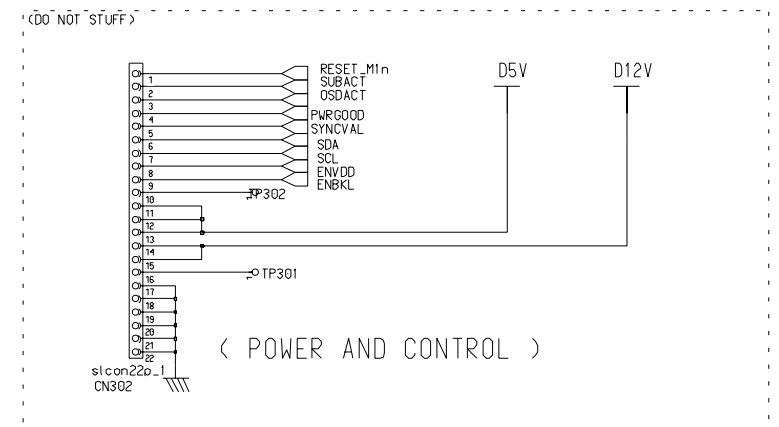 (DO NOT STUFF)
RESET_M1n
SUBACT
OSDACT
PWRGOOD
SYNCVAL
SDA
SCL
ENVDD
ENBKL
D5V
D12V
1
2
3
4
5
6
7
8
9
10
11
12
13
14
15
16
17
18
19
20
21
22
TP302
1
TP301
1
( POWER AND CONTROL )
slcon22p_1
CN302